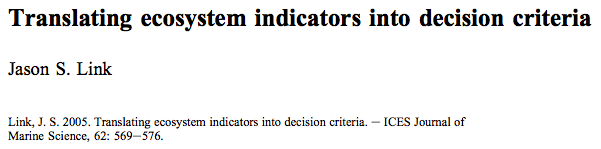 Translating ecosystem indicators into decision criteria
Jason S. Link
Link, J. S. 2005. Translating ecosystem indicators into decision criteria. – ICES Journal of
Marine Science, 62: 569–576.